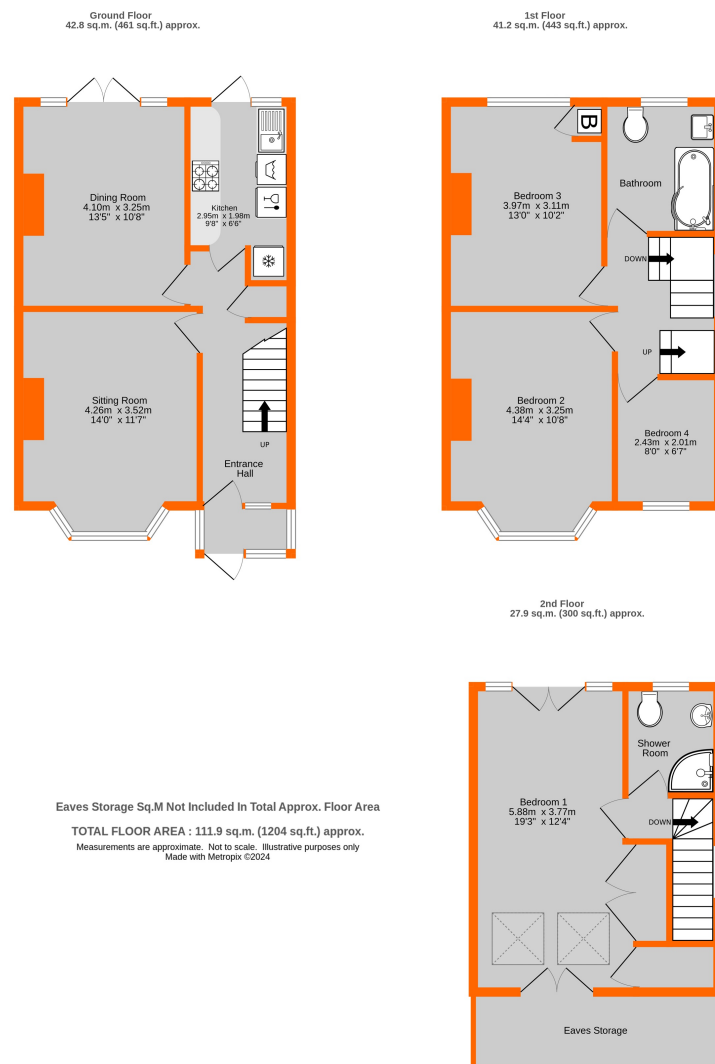 Ground Floor
42.8 sq.m. (461 sq.ft.) approx.
1st Floor
41.2 sq.m. (443 sq.ft.) approx.
Dining Room
4.10m x 3.25m
13'5" x 10'8"
Kitchen
2.95m x 1.98m
9'8" x 6'6"
Sitting Room
4.26m x 3.52m
14'0" x 11'7"
UP
Entrance
Hall
B
Bedroom 3
3.97m x 3.11m
13'0" x 10'2"
Bathroom
DOWN
UP
Bedroom 2
4.38m x 3.25m
14'4" x 10'8"
Bedroom 4
2.43m x 2.01m
8'0" x 6'7"
2nd Floor
27.9 sq.m. (300 sq.ft.) approx.
Shower
Room
Bedroom 1
5.88m x 3.77m
19'3" x 12'4"
DOWN
Eaves Storage
Eaves Storage Sq.M Not Included In Total Approx. Floor Area
TOTAL FLOOR AREA : 111.9 sq.m. (1204 sq.ft.) approx.
Measurements are approximate. Not to scale. Illustrative purposes only
Made with Metropix ©2024